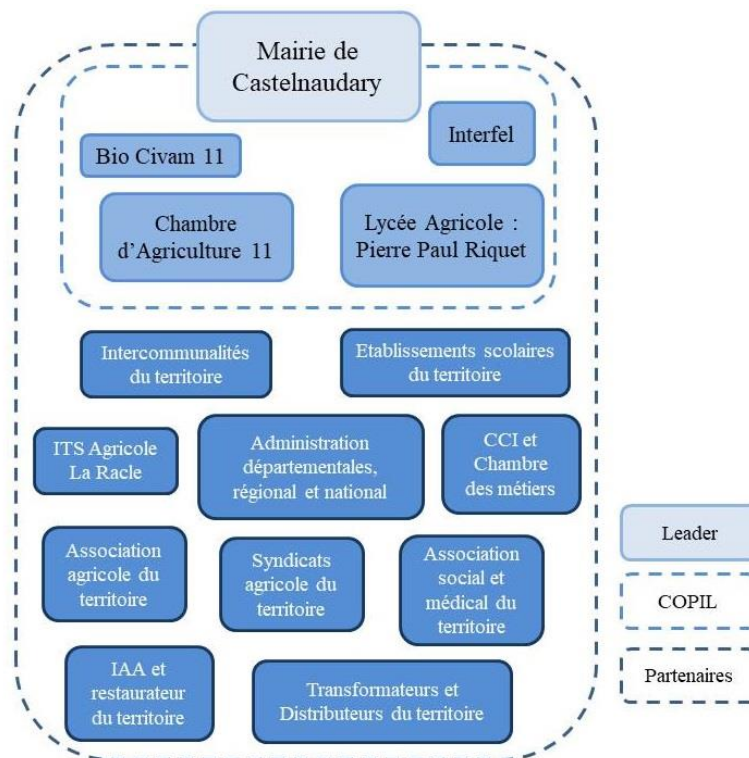 Mairie de
Castelnaudary
Interfel
Bio Civam 11
Chambre
d'Agriculture 11
Lycée Agricole :
Pierre Paul Riquet
Intercommunalités
du territoire
Etablissements scolaires
du territoire
ITS Agricole
La Racle
Administration
départementales,
régional et national
CCI et
Chambre
des métiers
Association
agricole du
territoire
Syndicats
agricole du
territoire
Association
social et
médical du
territoire
IAA et
restaurateur
du territoire
Transformateurs et
Distributeurs du territoire
Leader
COPIL
Partenaires